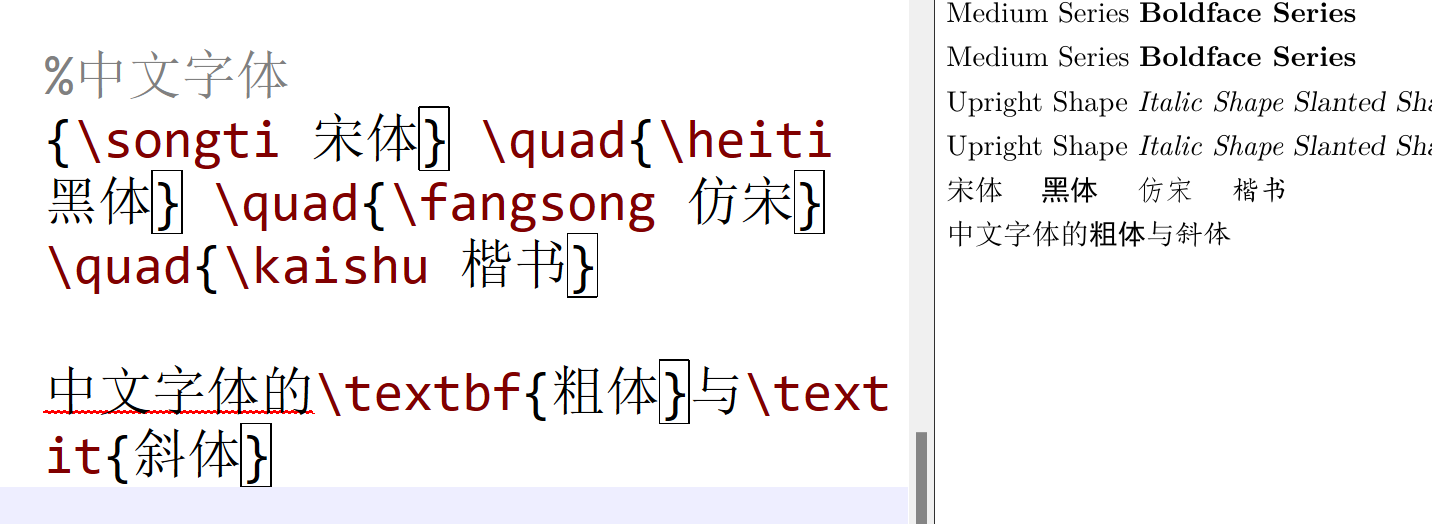 %中文字体
{\songti 宋体} \quad{\heiti
黑体} \quad{\fangsong 仿宋}
\quad{\kaishu 楷书}
中文字体的\textbf{粗体}与\text
it{斜体}
Medium Series Boldface Series
Medium Series Boldface Series
Upright Shape Italic Shape Slanted Sha
Upright Shape Italic Shape Slanted Sha
宋体 黑体 仿宋 楷书
中文字体的粗体与斜体